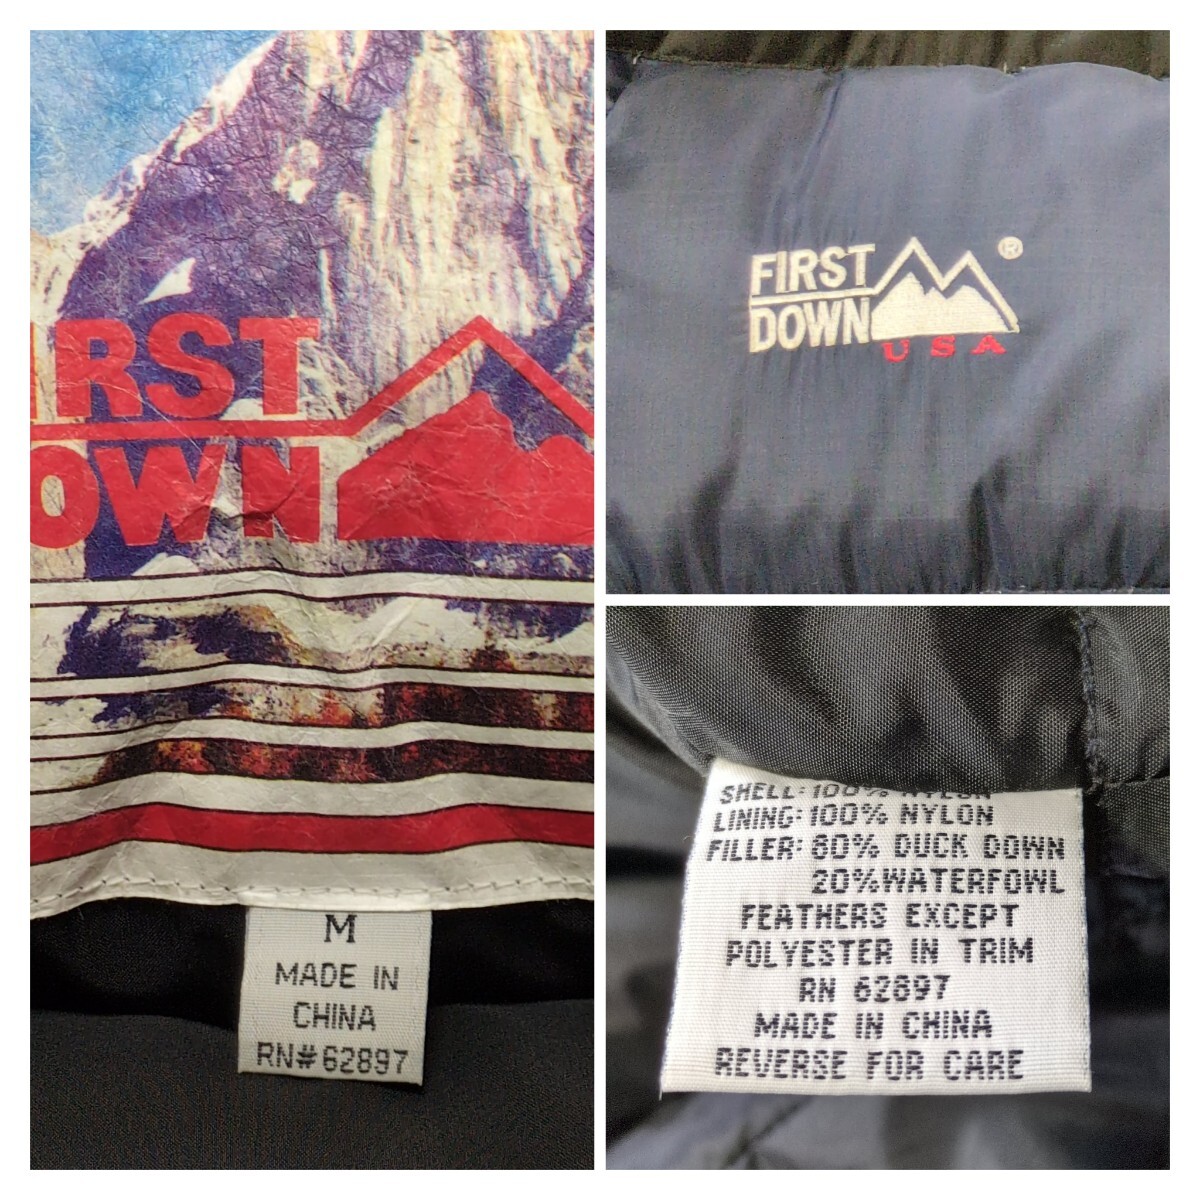 IRST
OWN
M
MADE IN
CHINA
RN#62897
FIRST
DOWN
USA
®
SHELL: 100% NYLON
LINING: 100% NYLON
FILLER: 80% DUCK DOWN
20% WATERFOWL
FEATHERS EXCEPT
POLYESTER IN TRIM
RN 62897
MADE IN CHINA
REVERSE FOR CARE